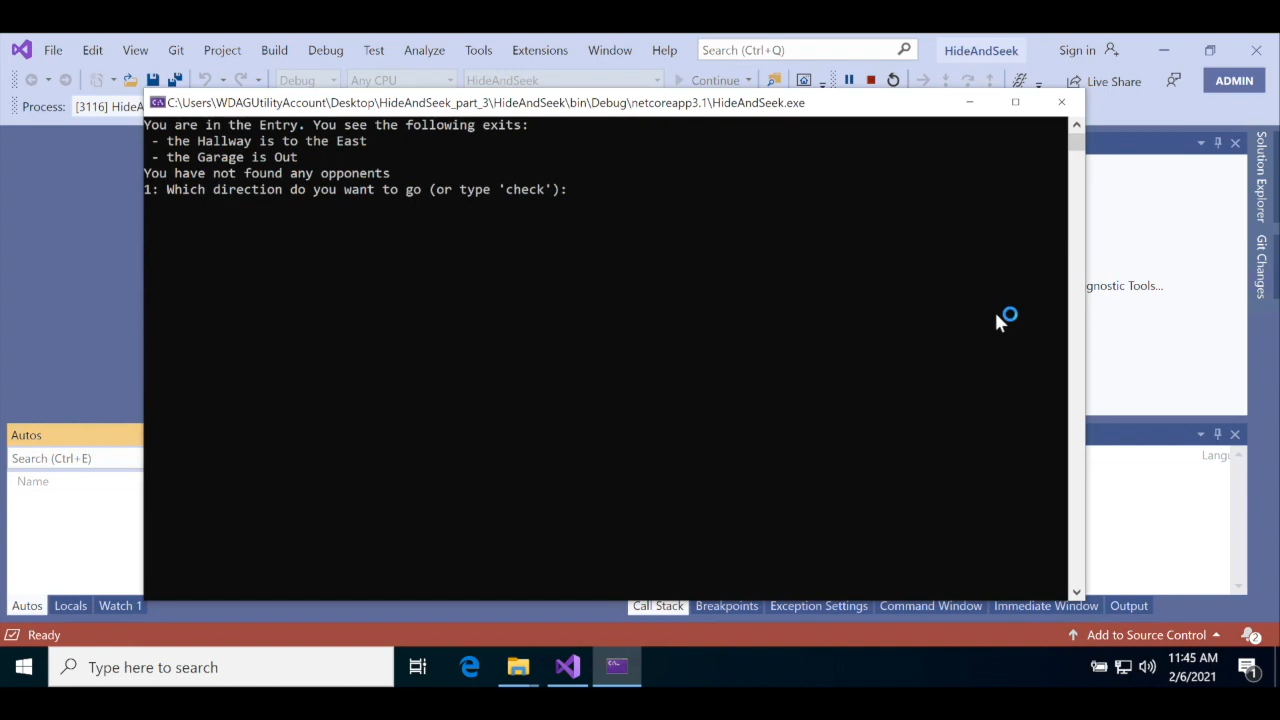 File Edit View Git Project Build Debug Test Analyze Tools Extensions Window Help Search (Ctrl+Q) HideAndSeek Sign in
Debug Any CPU HideAndSeek Continue Live Share ADMIN
Process: [3116] HideA
C:\Users\WDAGUtilityAccount\Desktop\HideAndSeek_part_3\HideAndSeek\bin\Debug\netcoreapp3.1\HideAndSeek.exe
You are in the Entry. You see the following exits:
- the Hallway is to the East
- the Garage is Out
You have not found any opponents
1: Which direction do you want to go (or type 'check'):
Solution Explorer
Git Changes
gnostic Tools...
Autos
Search (Ctrl+E)
Name
Langu
Autos Locals Watch 1
Call Stack Breakpoints Exception Settings Command Window Immediate Window Output
Ready Add to Source Control 2
Type here to search
11:45 AM
2/6/2021
1